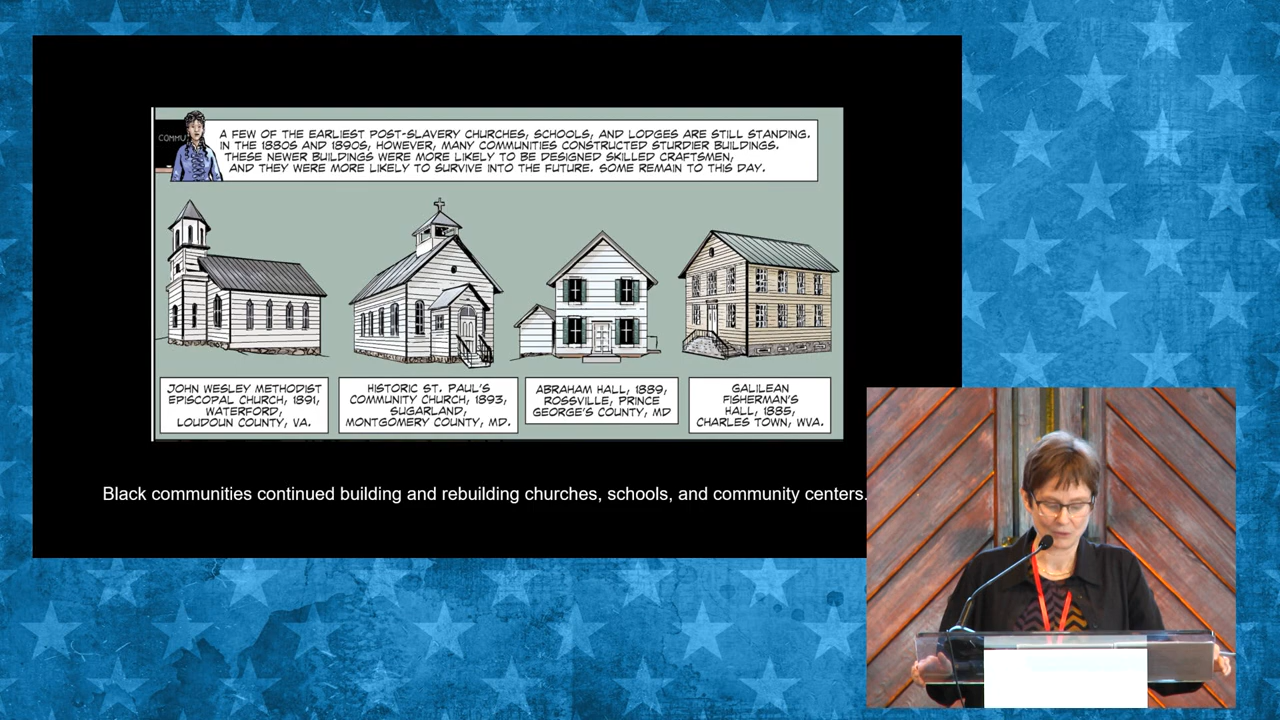 COMMU
A FEW OF THE EARLIEST POST-SLAVERY CHURCHES, SCHOOLS, AND LODGES ARE STILL STANDING.
IN THE 1880S AND 1890S, HOWEVER, MANY COMMUNITIES CONSTRUCTED STURDIER BUILDINGS.
THESE NEWER BUILDINGS WERE MORE LIKELY TO BE DESIGNED SKILLED CRAFTSMEN,
AND THEY WERE MORE LIKELY TO SURVIVE INTO THE FUTURE. SOME REMAIN TO THIS DAY.
JOHN WESLEY METHODIST
EPISCOPAL CHURCH, 1891,
WATERFORD,
LOUDOUN COUNTY, VA.
HISTORIC ST. PAUL'S
COMMUNITY CHURCH, 1893,
SUGARLAND,
MONTGOMERY COUNTY, MD.
ABRAHAM HALL, 1889,
ROSSVILLE, PRINCE
GEORGE'S COUNTY, MD
GALILEAN
FISHERMAN'S
HALL, 1885,
CHARLES TOWN, WVA.
Black communities continued building and rebuilding churches, schools, and community centers.